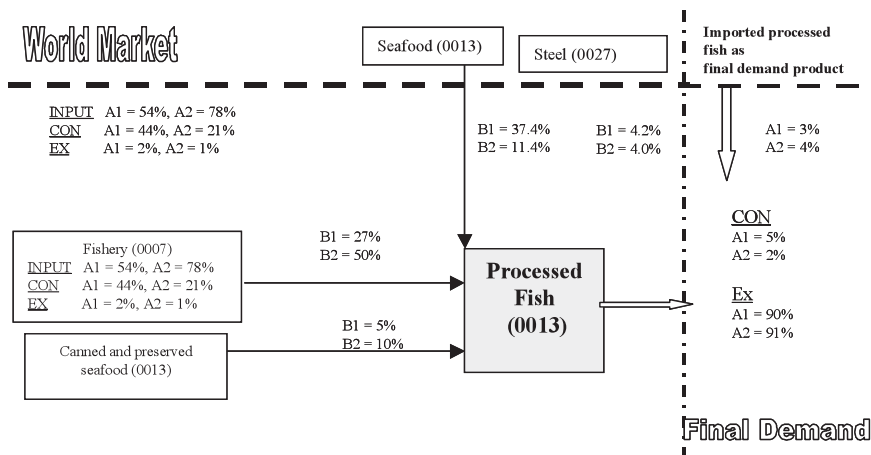 World Market
Seafood (0013)
Steel (0027)
Imported processed
fish as
final demand product
INPUT A1 = 54%, A2 = 78%
CON A1 = 44%, A2 = 21%
EX A1 = 2%, A2 = 1%
B1 = 37.4%
B2 = 11.4%
B1 = 4.2%
B2 = 4.0%
A1 = 3%
A2 = 4%
Fishery (0007)
INPUT A1 = 54%, A2 = 78%
CON A1 = 44%, A2 = 21%
EX A1 = 2%, A2 = 1%
B1 = 27%
B2 = 50%
Processed
Fish
(0013)
CON
A1 = 5%
A2 = 2%
Ex
A1 = 90%
A2 = 91%
Canned and preserved
seafood (0013)
B1 = 5%
B2 = 10%
Final Demand